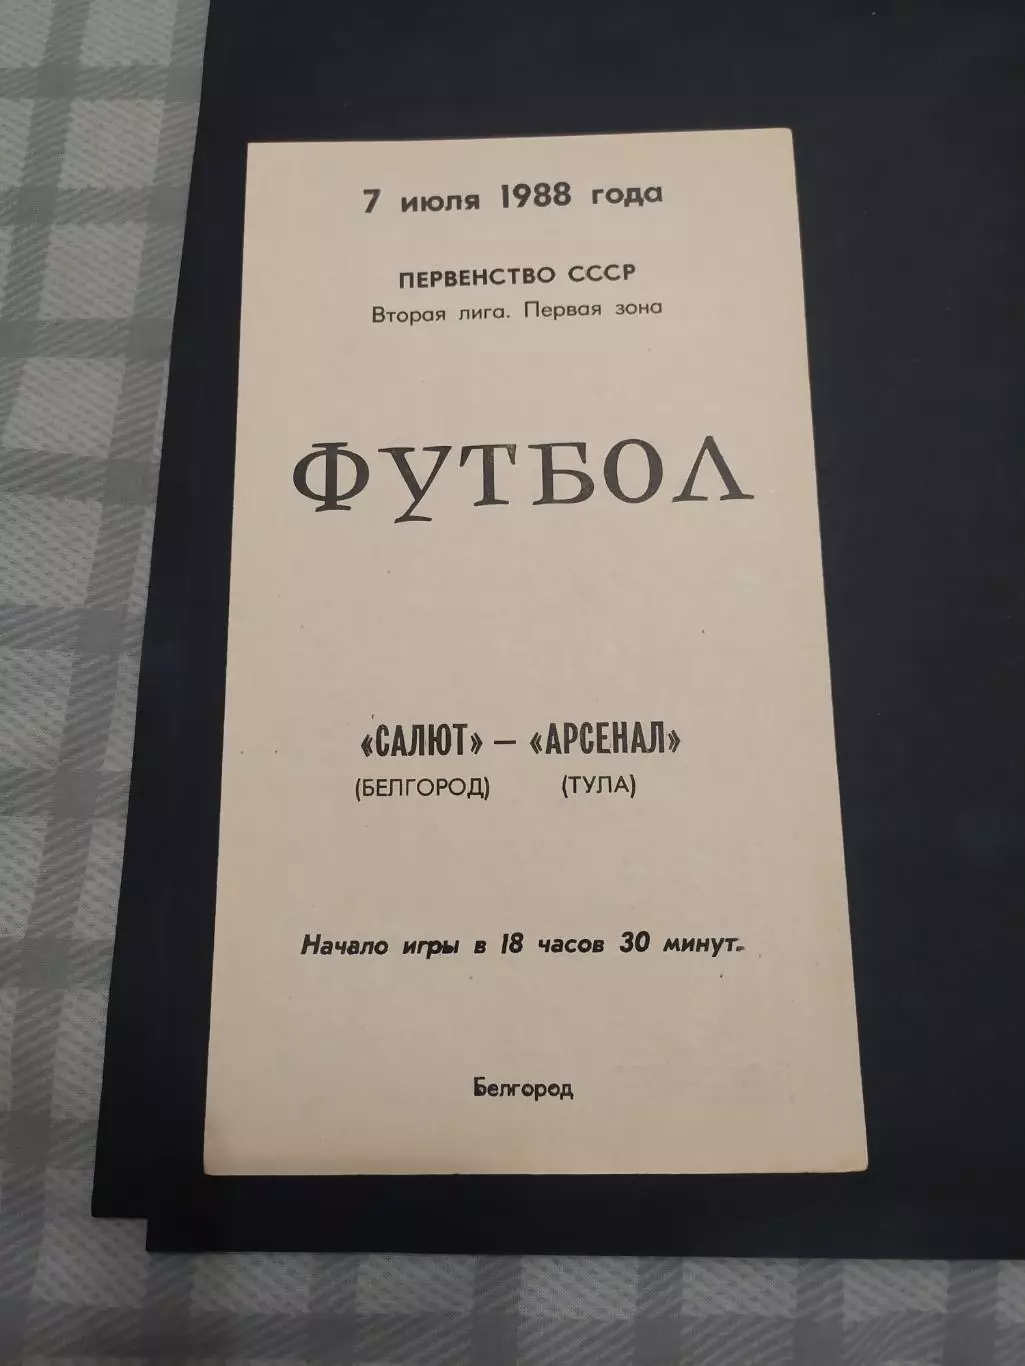 7 июля 1988 года
ПЕРВЕНСТВО СССР
Вторая лига. Первая зона
ФУТБОЛ
«САЛЮТ» — «АРСЕНАЛ»
(БЕЛГОРОД) (ТУЛА)
Начало игры в 18 часов 30 минут.
Белгород